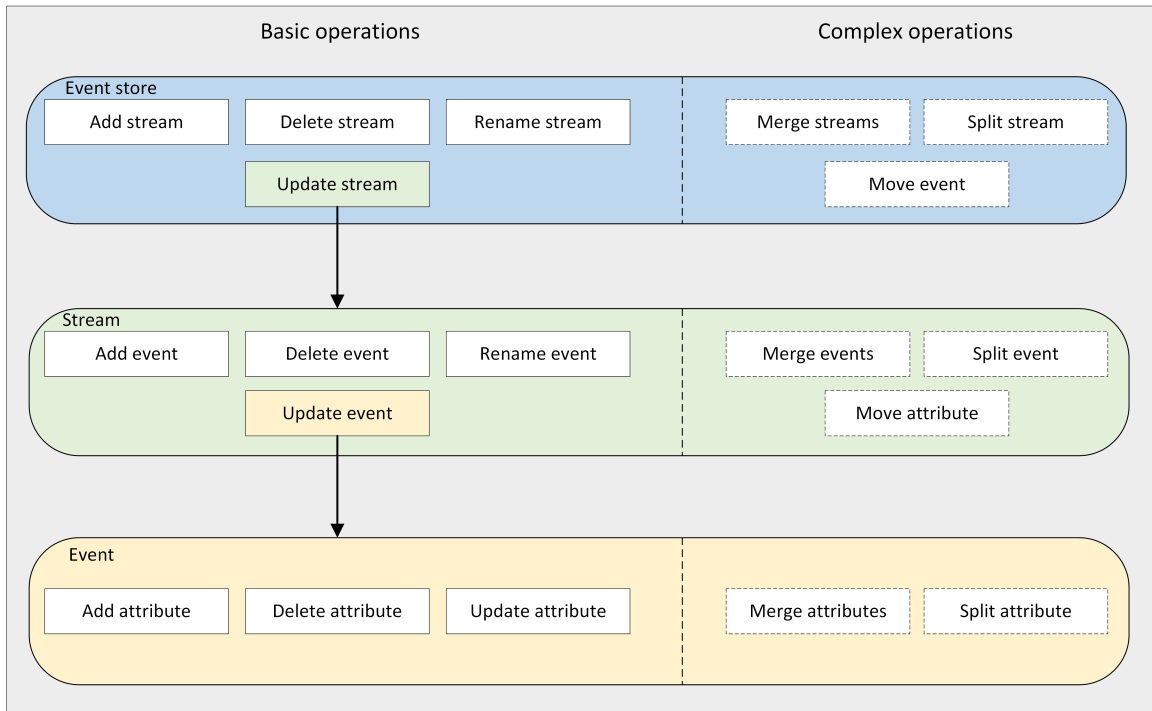 Basic operations
Complex operations
Event store
Add stream
Delete stream
Rename stream
Merge streams
Split stream
Update stream
Move event
Stream
Add event
Delete event
Rename event
Merge events
Split event
Update event
Move attribute
Event
Add attribute
Delete attribute
Update attribute
Merge attributes
Split attribute